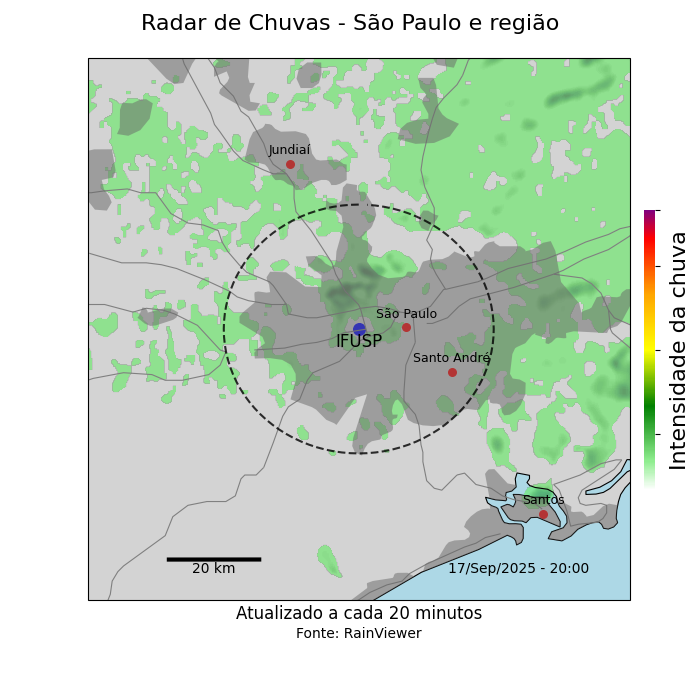 Radar de Chuvas - São Paulo e região
Jundiaí
São Paulo
IFUSP
Santo André
Santos
20 km
17/Sep/2025 - 20:00
Intensidade da chuva
Atualizado a cada 20 minutos
Fonte: RainViewer